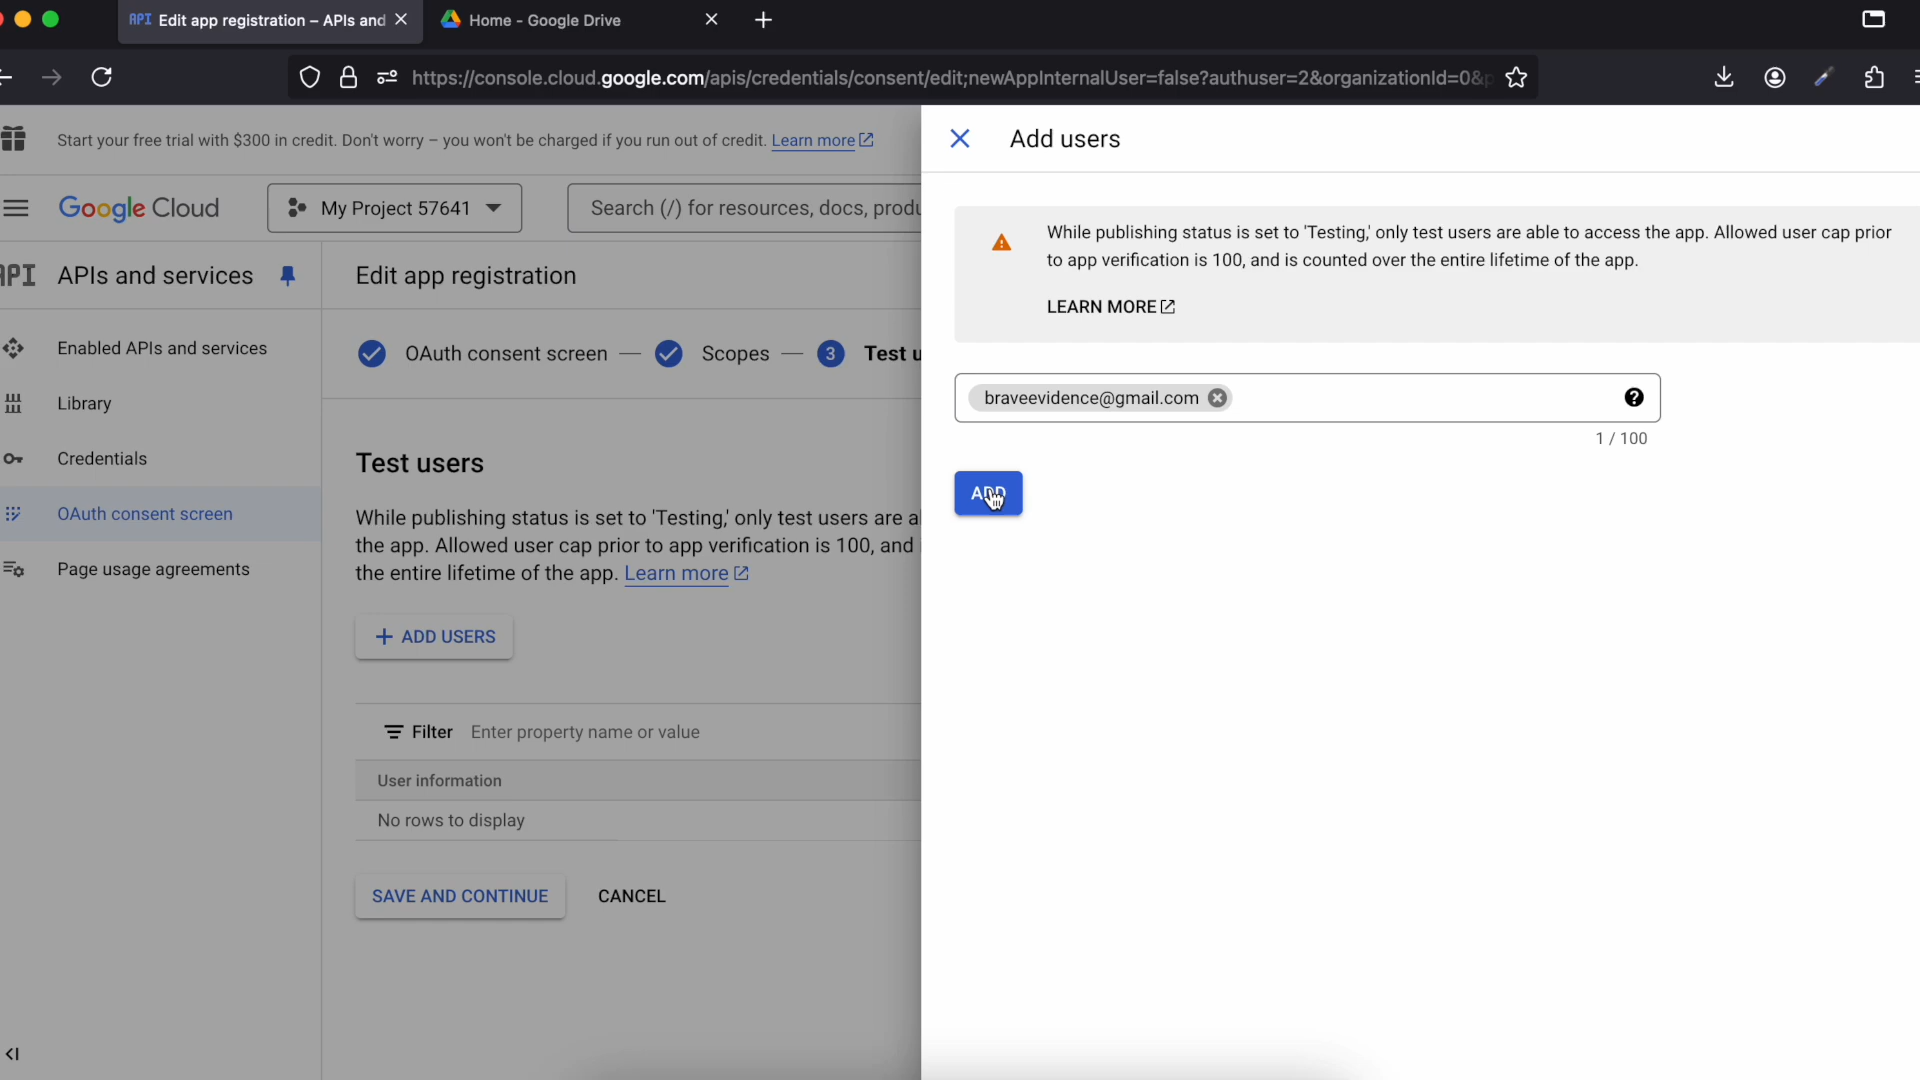 API Edit app registration – APIs and
Home - Google Drive
https://console.cloud.google.com/apis/credentials/consent/edit;newAppInternalUser=false?authuser=2&organizationId=0&p
Start your free trial with $300 in credit. Don't worry – you won't be charged if you run out of credit. Learn more
Google Cloud
My Project 57641
Search (/) for resources, docs, produ
API APIs and services
Enabled APIs and services
Library
Credentials
OAuth consent screen
Page usage agreements
Edit app registration
OAuth consent screen — Scopes — 3 Test u
Test users
While publishing status is set to 'Testing,' only test users are a
the app. Allowed user cap prior to app verification is 100, and
the entire lifetime of the app. Learn more
+ ADD USERS
Filter Enter property name or value
User information
No rows to display
SAVE AND CONTINUE
CANCEL
Add users
While publishing status is set to 'Testing,' only test users are able to access the app. Allowed user cap prior
to app verification is 100, and is counted over the entire lifetime of the app.
LEARN MORE
braveevidence@gmail.com
1 / 100
ADD